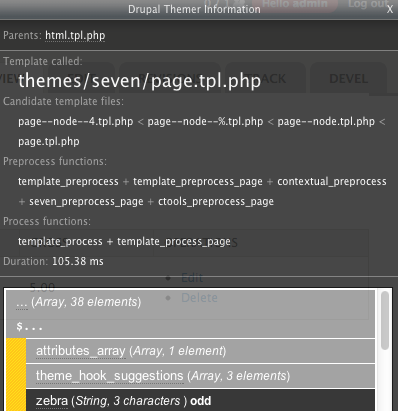 Drupal Themer Information X
Hello admin Log out
Parents: html.tpl.php
Template called:
themes/seven/page.tpl.php
DEVEL
Candidate template files:
page--node--4.tpl.php < page--node--%.tpl.php < page--node.tpl.php <
page.tpl.php
Preprocess functions:
template_preprocess + template_preprocess_page + contextual_preprocess
+ seven_preprocess_page + ctools_preprocess_page
Process functions:
template_process + template_process_page
Duration: 105.38 ms
Edit
5.00
Delete
... (Array, 38 elements)
$...
attributes_array (Array, 1 element)
theme_hook_suggestions (Array, 3 elements)
zebra (String, 3 characters ) odd